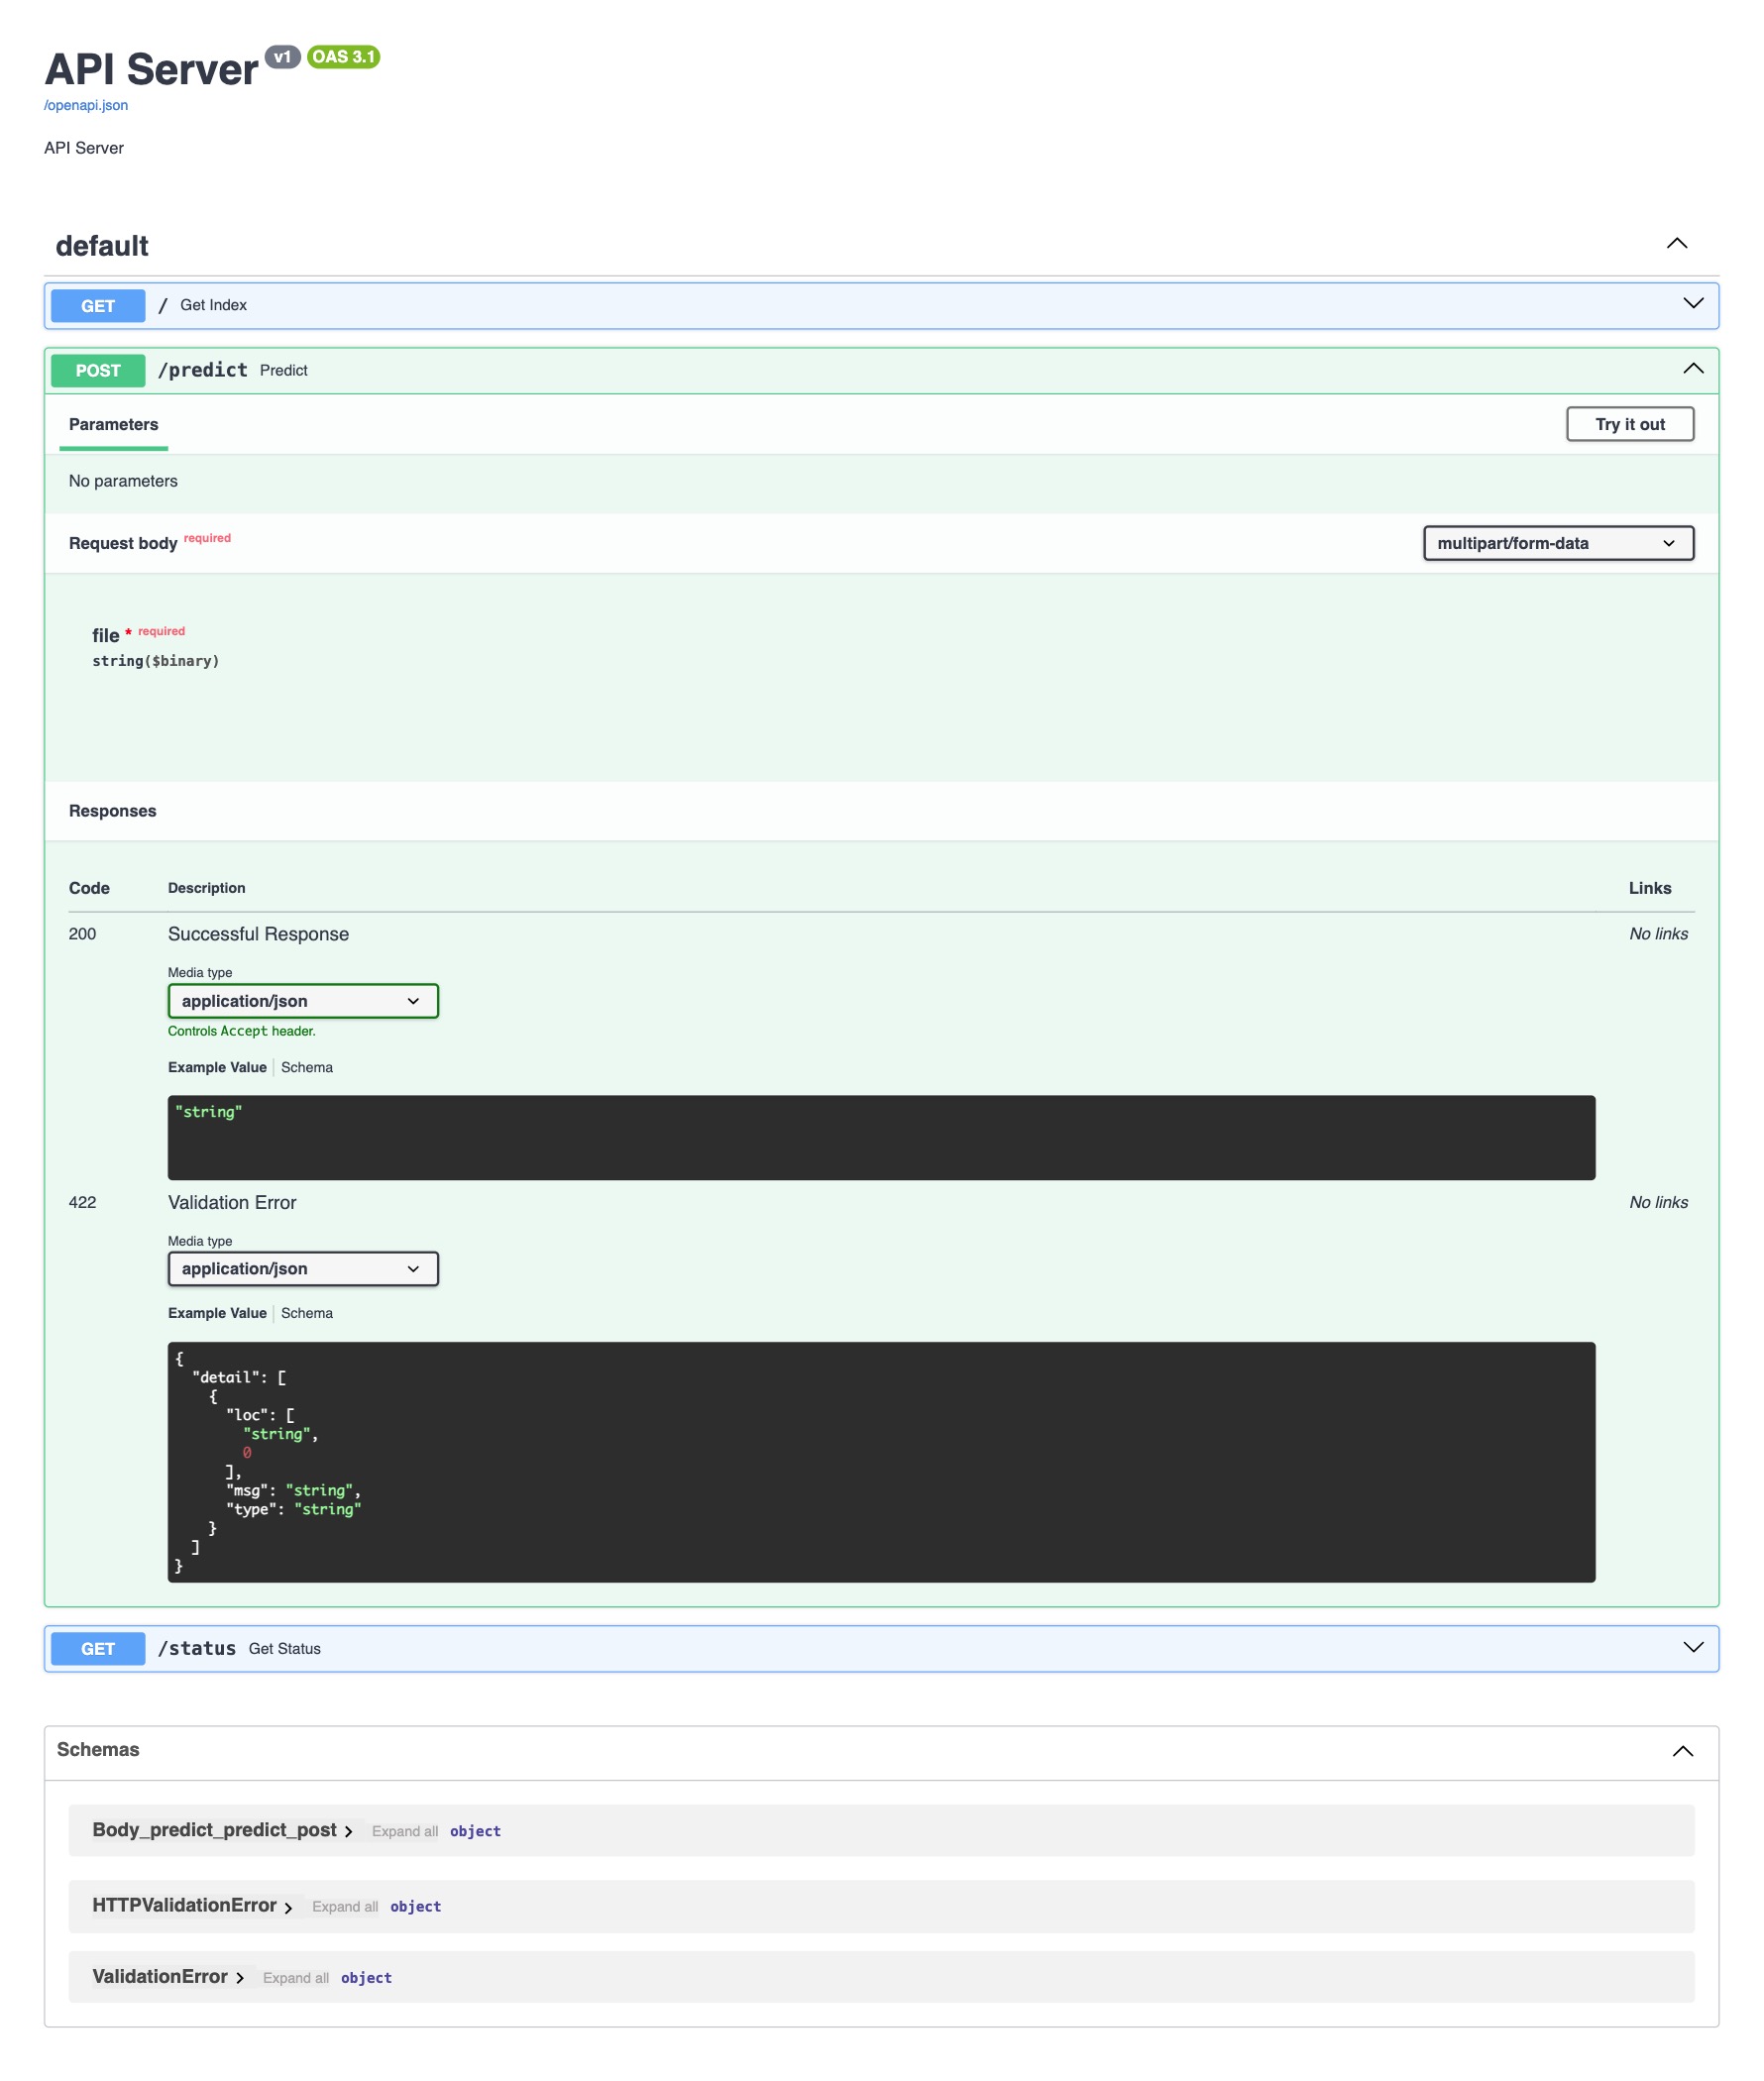 API Server v1 OAS 3.1
/openapi.json
API Server
default
GET / Get Index
POST /predict Predict
Parameters Try it out
No parameters
Request body required multipart/form-data
file * required
string($binary)
Responses
Code Description Links
200 Successful Response No links
Media type
application/json
Controls Accept header.
Example Value Schema
"string"
422 Validation Error No links
Media type
application/json
Example Value Schema
{
  "detail": [
    {
      "loc": [
        "string",
        0
      ],
      "msg": "string",
      "type": "string"
    }
  ]
}
GET /status Get Status
Schemas
Body_predict_predict_post Expand all object
HTTPValidationError Expand all object
ValidationError Expand all object